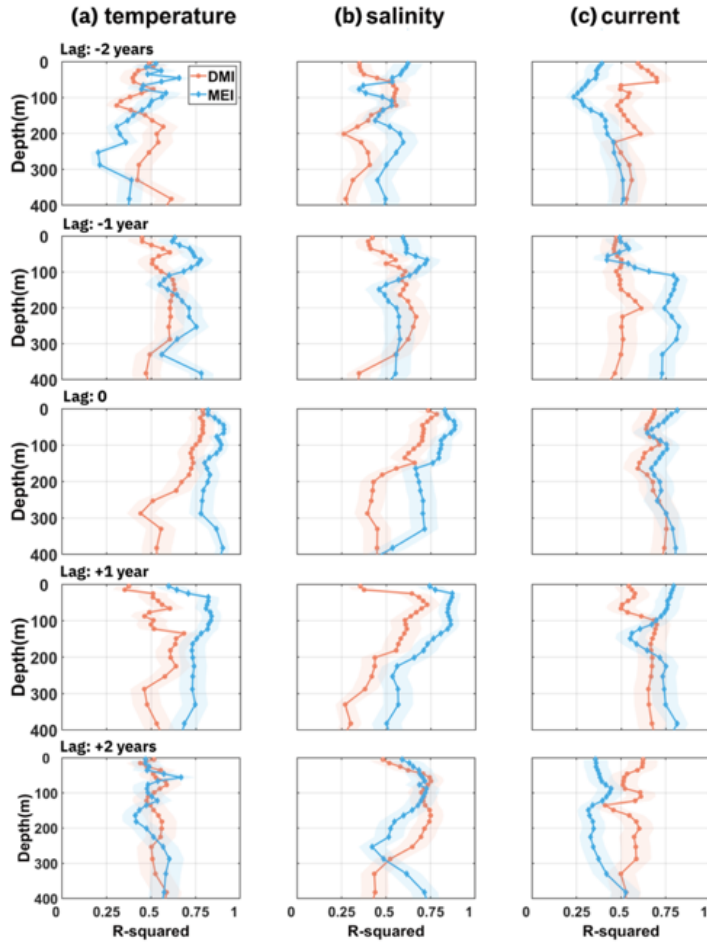 (a) temperature (b) salinity (c) current
Lag: -2 years
0
100
200
300
400
Depth(m)
DMI
MEI
Lag: -1 year
0
100
200
300
400
Depth(m)
Lag: 0
0
100
200
300
400
Depth(m)
Lag: +1 year
0
100
200
300
400
Depth(m)
Lag: +2 years
0
100
200
300
400
Depth(m)
0 0.25 0.5 0.75 1 0 0.25 0.5 0.75 1 0 0.25 0.5 0.75 1
R-squared R-squared R-squared